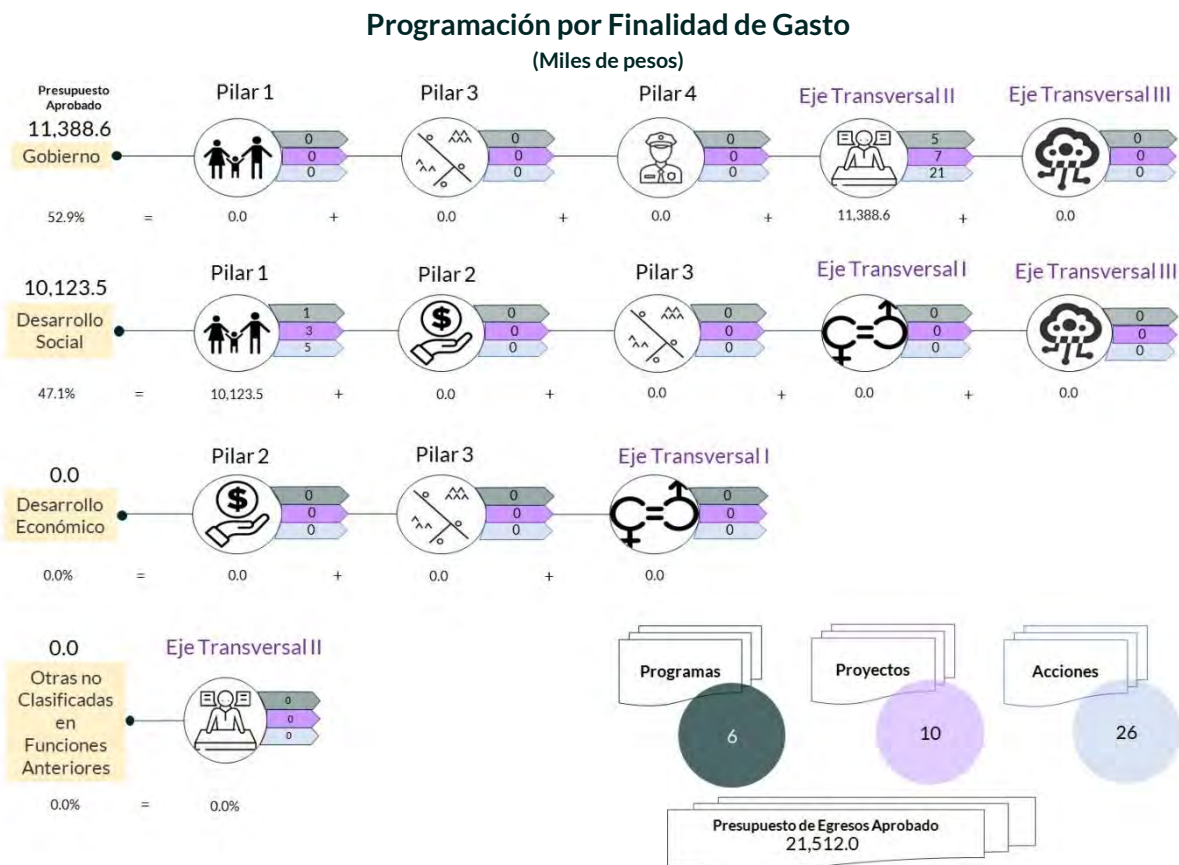 Programación por Finalidad de Gasto
(Miles de pesos)
Presupuesto
Aprobado
11,388.6
Gobierno
Pilar 1
0
0
0
Pilar 3
0
0
0
Pilar 4
0
0
0
Eje Transversal II
5
7
21
Eje Transversal III
0
0
0
52.9% = 0.0 + 0.0 + 0.0 + 11,388.6 + 0.0
10,123.5
Desarrollo
Social
Pilar 1
1
3
5
Pilar 2
0
0
0
Pilar 3
0
0
0
Eje Transversal I
0
0
0
Eje Transversal III
0
0
0
47.1% = 10,123.5 + 0.0 + 0.0 + 0.0 + 0.0
0.0
Desarrollo
Económico
Pilar 2
$
0
0
0
Pilar 3
0
0
0
Eje Transversal I
0
0
0
0.0% = 0.0 + 0.0 + 0.0
0.0
Otras no
Clasificadas
en
Funciones
Anteriores
Eje Transversal II
0
0
0
0.0% = 0.0%
Programas
6
Proyectos
10
Acciones
26
Presupuesto de Egresos Aprobado
21,512.0